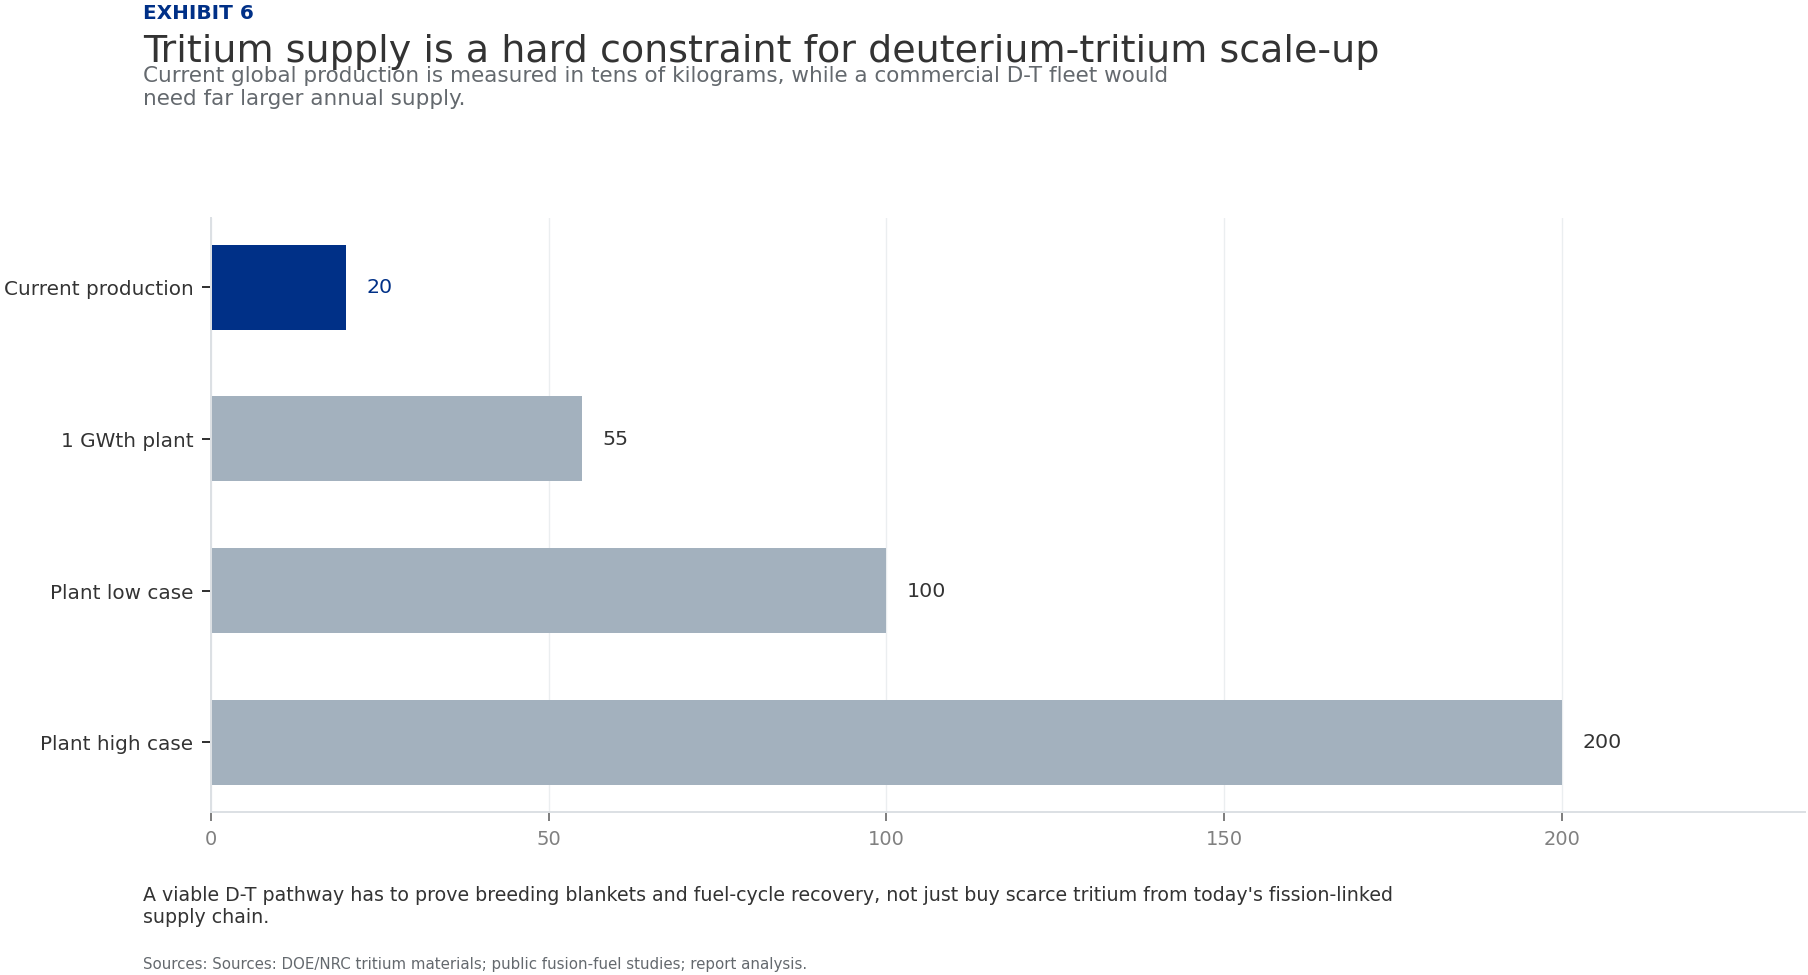 EXHIBIT 6
Tritium supply is a hard constraint for deuterium-tritium scale-up
Current global production is measured in tens of kilograms, while a commercial D-T fleet would
need far larger annual supply.
Current production
20
1 GWth plant
55
Plant low case
100
Plant high case
200
0 50 100 150 200
A viable D-T pathway has to prove breeding blankets and fuel-cycle recovery, not just buy scarce tritium from today's fission-linked
supply chain.
Sources: Sources: DOE/NRC tritium materials; public fusion-fuel studies; report analysis.